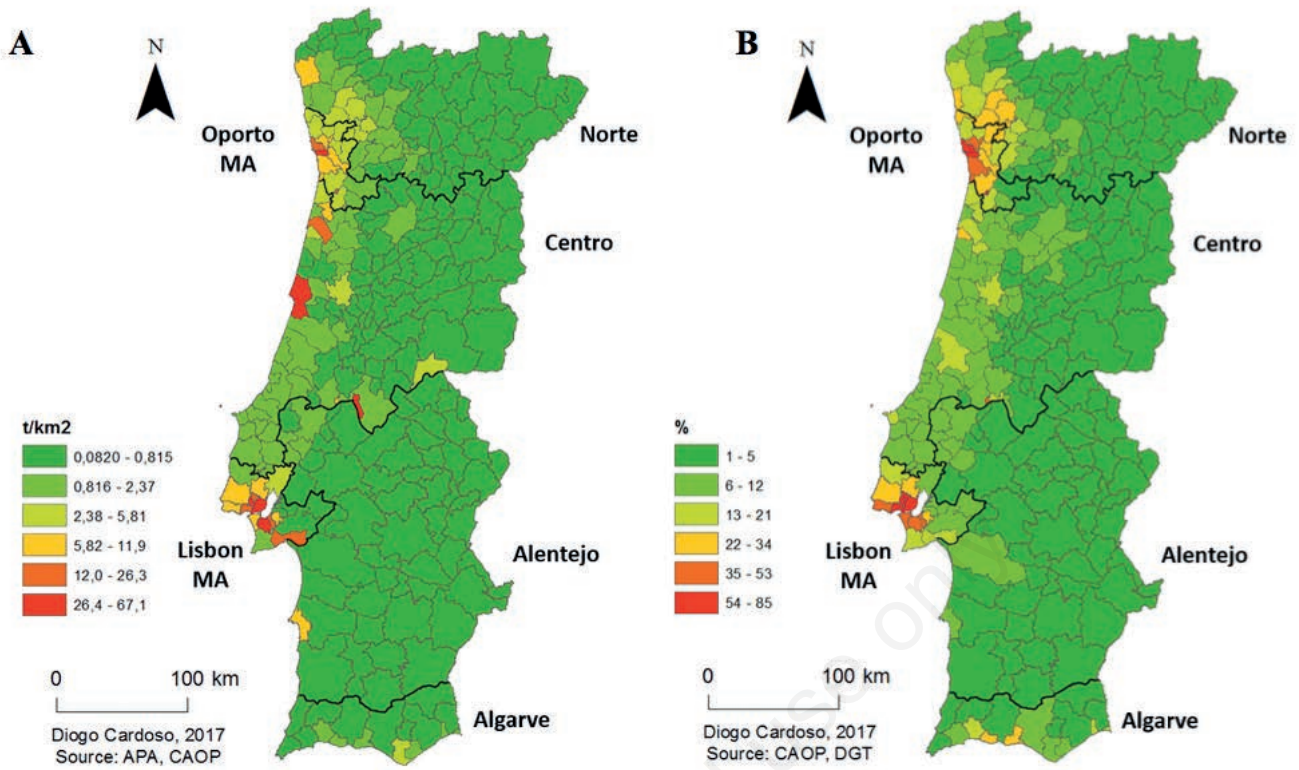 A
N
Oporto
MA
Norte
Centro
t/km2
0,0820 - 0,815
0,816 - 2,37
2,38 - 5,81
5,82 - 11,9
12,0 - 26,3
26,4 - 67,1
Lisbon
MA
Alentejo
0 100 km
Algarve
Diogo Cardoso, 2017
Source: APA, CAOP
B
N
Oporto
MA
Norte
Centro
%
1 - 5
6 - 12
13 - 21
22 - 34
35 - 53
54 - 85
Lisbon
MA
Alentejo
0 100 km
Algarve
Diogo Cardoso, 2017
Source: CAOP, DGT
use only